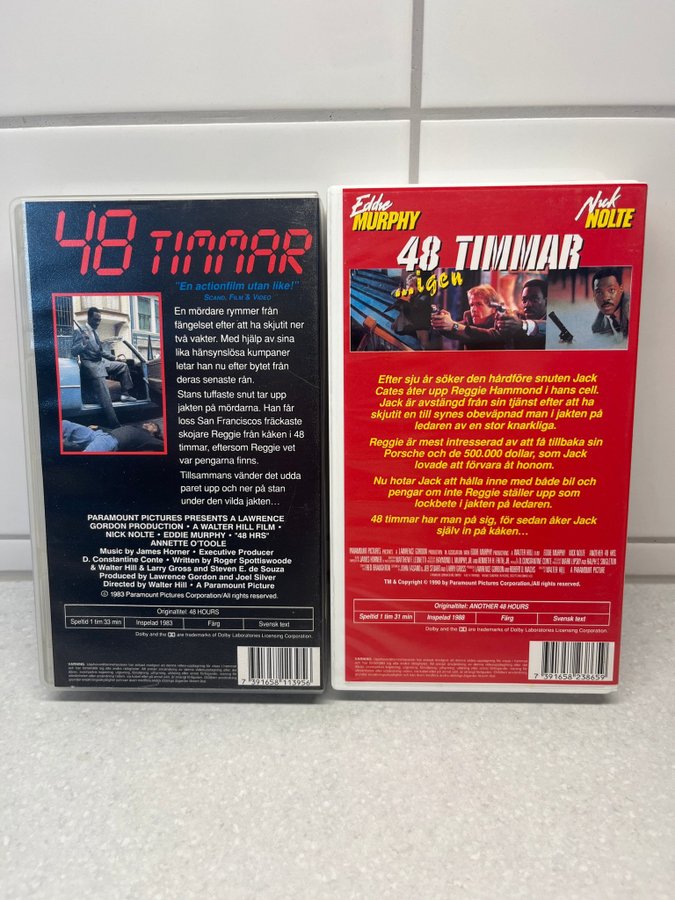 48 TIMMAR
"En actionfilm utan like!"
SCAND. FILM & VIDEO
En mördare rymmer från
fängelset efter att ha skjutit ner
två vakter. Med hjälp av sina
lika hänsynslösa kumpaner
letar han nu efter bytet från
deras senaste rån.
Stans tuffaste snut tar upp
jakten på mördarna. Han får
loss San Franciscos fräckaste
skojare Reggie från kåken i 48
timmar, eftersom Reggie vet
var pengarna finns.
Tillsammans vänder det udda
paret upp och ner på stan
under den vilda jakten...
PARAMOUNT PICTURES PRESENTS A LAWRENCE
GORDON PRODUCTION • A WALTER HILL FILM •
NICK NOLTE • EDDIE MURPHY • "48 HRS"
ANNETTE O'TOOLE
Music by James Horner • Executive Producer
D. Constantine Conte • Written by Roger Spottiswoode
& Walter Hill & Larry Gross and Steven E. de Souza
Produced by Lawrence Gordon and Joel Silver
Directed by Walter Hill • A Paramount Picture
© 1983 Paramount Pictures Corporation/All rights reserved.
Originaltitel: 48 HOURS
Speltid 1 tim 33 min Inspelad 1983 Färg Svensk text
Dolby and the DD are trademarks of Dolby Laboratories Licensing Corporation.
WARNING.
7 391658 113956
Eddie MURPHY
Nick NOLTE
48 TIMMAR
...igen
Efter sju år söker den hårdföre snuten Jack
Cates åter upp Reggie Hammond i hans cell.
Jack är avstängd från sin tjänst efter att ha
skjutit en till synes obeväpnad man i jakten på
ledaren av en stor knarkliga.
Reggie är mest intresserad av att få tillbaka sin
Porsche och de 500.000 dollar, som Jack
lovade att förvara åt honom.
Nu hotar Jack att hålla inne med både bil och
pengar om inte Reggie ställer upp som
lockbete i jakten på ledaren.
48 timmar har man på sig, för sedan åker Jack
själv in på kåken...
TM & Copyright © 1990 by Paramount Pictures Corporation/All rights reserved.
Originaltitel: ANOTHER 48 HOURS
Speltid 1 tim 31 min Inspelad 1988 Färg Svensk text
Dolby and the DD are trademarks of Dolby Laboratories Licensing Corporation.
WARNING.
7 391658 238659